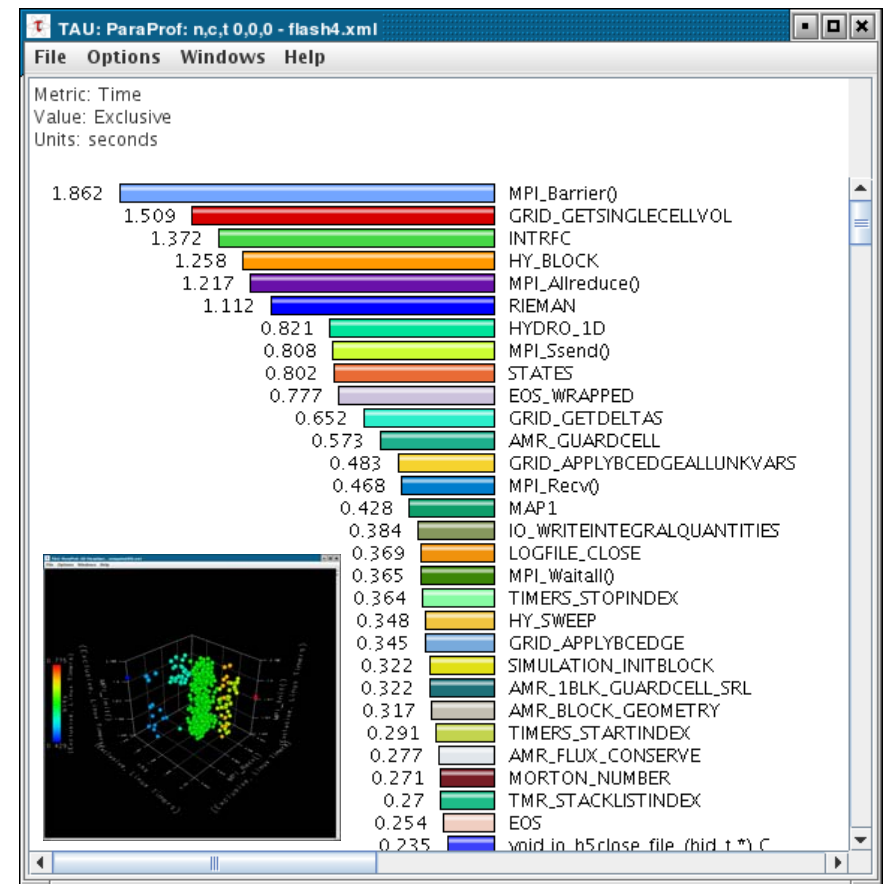 TAU: ParaProf: n,c,t 0,0,0 - flash4.xml
File Options Windows Help
Metric: Time
Value: Exclusive
Units: seconds
1.862 MPI_Barrier()
1.509 GRID_GETSINGLECELLVOL
1.372 INTRFC
1.258 HY_BLOCK
1.217 MPI_Allreduce()
1.112 RIEMAN
0.821 HYDRO_1D
0.808 MPI_Ssend()
0.802 STATES
0.777 EOS_WRAPPED
0.652 GRID_GETDELTAS
0.573 AMR_GUARDCELL
0.483 GRID_APPLYBCEDGEALLUNKVARS
0.468 MPI_Recv()
0.428 MAP1
0.384 IO_WRITEINTEGRALQUANTITIES
0.369 LOGFILE_CLOSE
0.365 MPI_Waitall()
0.364 TIMERS_STOPINDEX
0.348 HY_SWEEP
0.345 GRID_APPLYBCEDGE
0.322 SIMULATION_INITBLOCK
0.322 AMR_1BLK_GUARDCELL_SRL
0.317 AMR_BLOCK_GEOMETRY
0.291 TIMERS_STARTINDEX
0.277 AMR_FLUX_CONSERVE
0.271 MORTON_NUMBER
0.27 TMR_STACKLISTINDEX
0.254 EOS
0.235 void io_h5close_file_(hid_t *) C